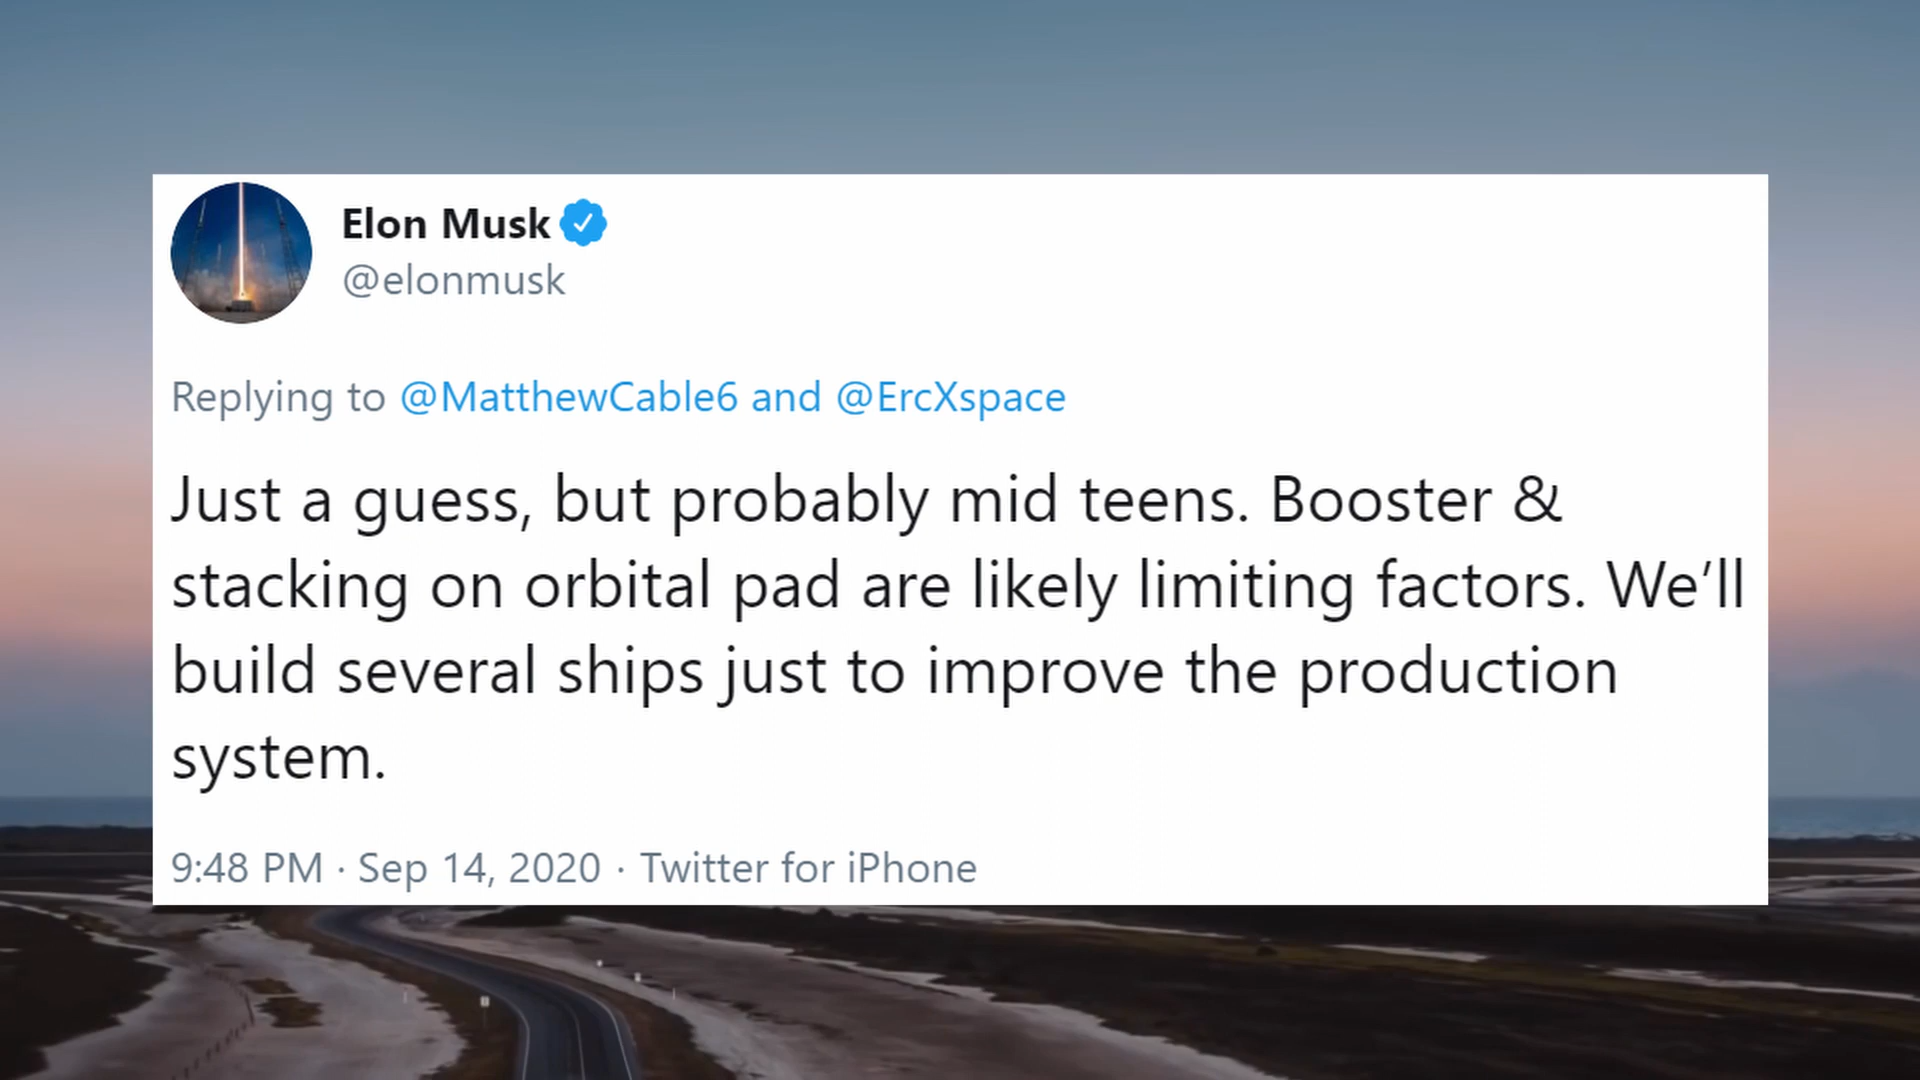 Elon Musk
@elonmusk
Replying to @MatthewCable6 and @ErcXspace
Just a guess, but probably mid teens. Booster &
stacking on orbital pad are likely limiting factors. We’ll
build several ships just to improve the production
system.
9:48 PM · Sep 14, 2020 · Twitter for iPhone